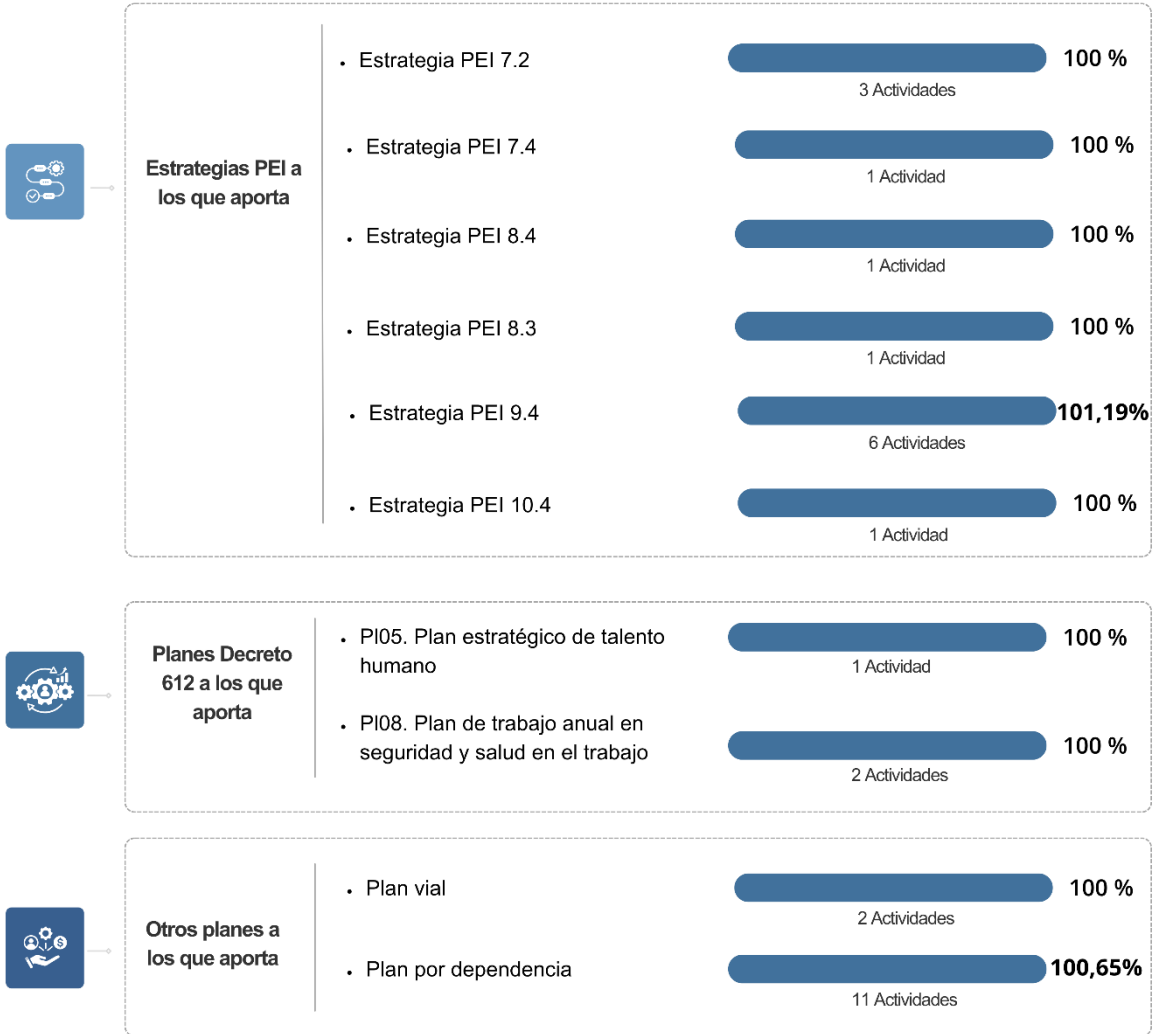 Estrategias PEI a
los que aporta
• Estrategia PEI 7.2
100 %
3 Actividades
• Estrategia PEI 7.4
100 %
1 Actividad
• Estrategia PEI 8.4
100 %
1 Actividad
• Estrategia PEI 8.3
100 %
1 Actividad
• Estrategia PEI 9.4
101,19%
6 Actividades
• Estrategia PEI 10.4
100 %
1 Actividad
Planes Decreto
612 a los que
aporta
• Pl05. Plan estratégico de talento
humano
100 %
1 Actividad
• Pl08. Plan de trabajo anual en
seguridad y salud en el trabajo
100 %
2 Actividades
Otros planes a
los que aporta
• Plan vial
100 %
2 Actividades
• Plan por dependencia
100,65%
11 Actividades